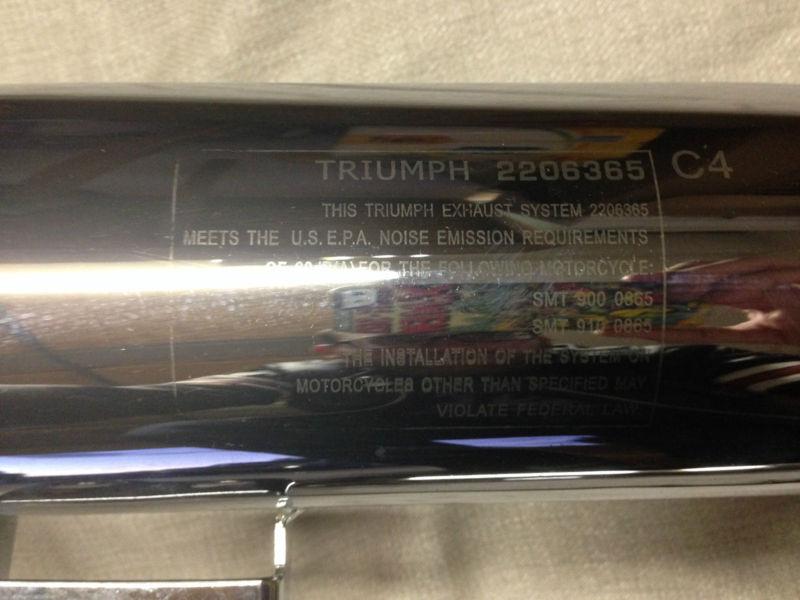 TRIUMPH 2206365 C4
THIS TRIUMPH EXHAUST SYSTEM 2206365
MEETS THE U.S.E.P.A. NOISE EMISSION REQUIREMENTS
FOR THE FOLLOWING MOTORCYCLE:
SMT 900 0865
SMT 910 0865
THE INSTALLATION OF THE SYSTEM ON
MOTORCYCLES OTHER THAN SPECIFIED MAY
VIOLATE FEDERAL LAW.